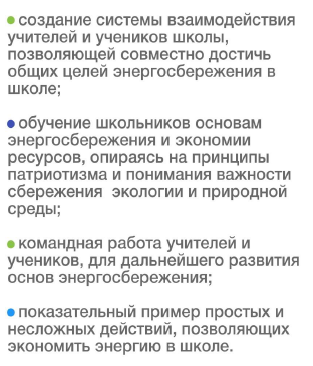 • создание системы взаимодействия
учителей и учеников школы,
позволяющей совместно достичь
общих целей энергосбережения в
школе;
• обучение школьников основам
энергосбережения и экономии
ресурсов, опираясь на принципы
патриотизма и понимания важности
сбережения экологии и природной
среды;
• командная работа учителей и
учеников, для дальнейшего развития
основ энергосбережения;
• показательный пример простых и
несложных действий, позволяющих
экономить энергию в школе.